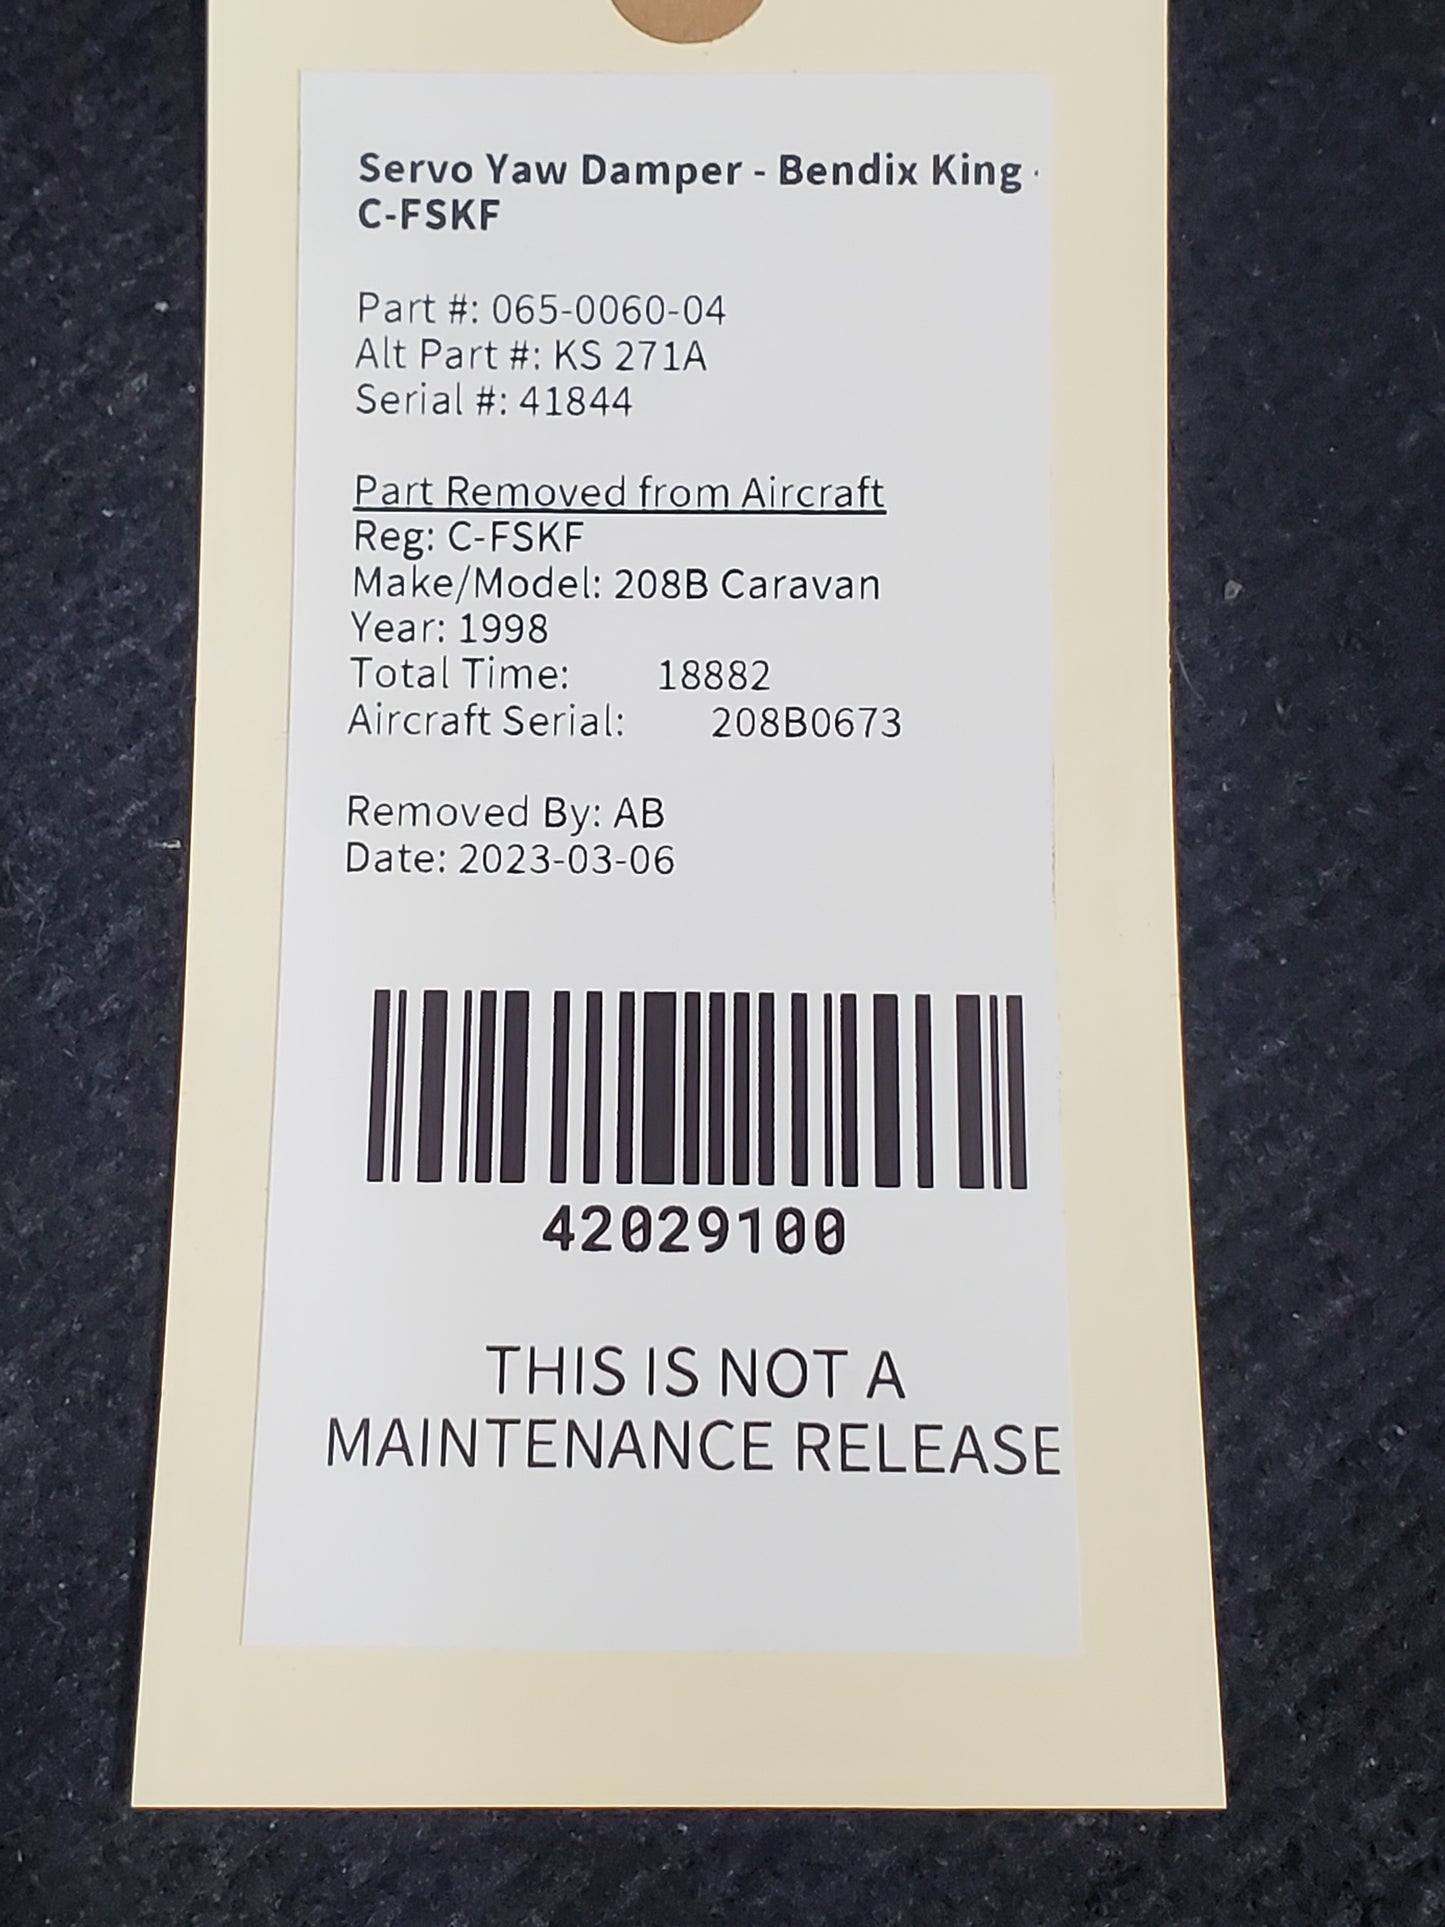 Servo Yaw Damper - Bendix King -
C-FSKF
Part #: 065-0060-04
Alt Part #: KS 271A
Serial #: 41844
Part Removed from Aircraft
Reg: C-FSKF
Make/Model: 208B Caravan
Year: 1998
Total Time: 18882
Aircraft Serial: 208B0673
Removed By: AB
Date: 2023-03-06
42029100
THIS IS NOT A
MAINTENANCE RELEASE